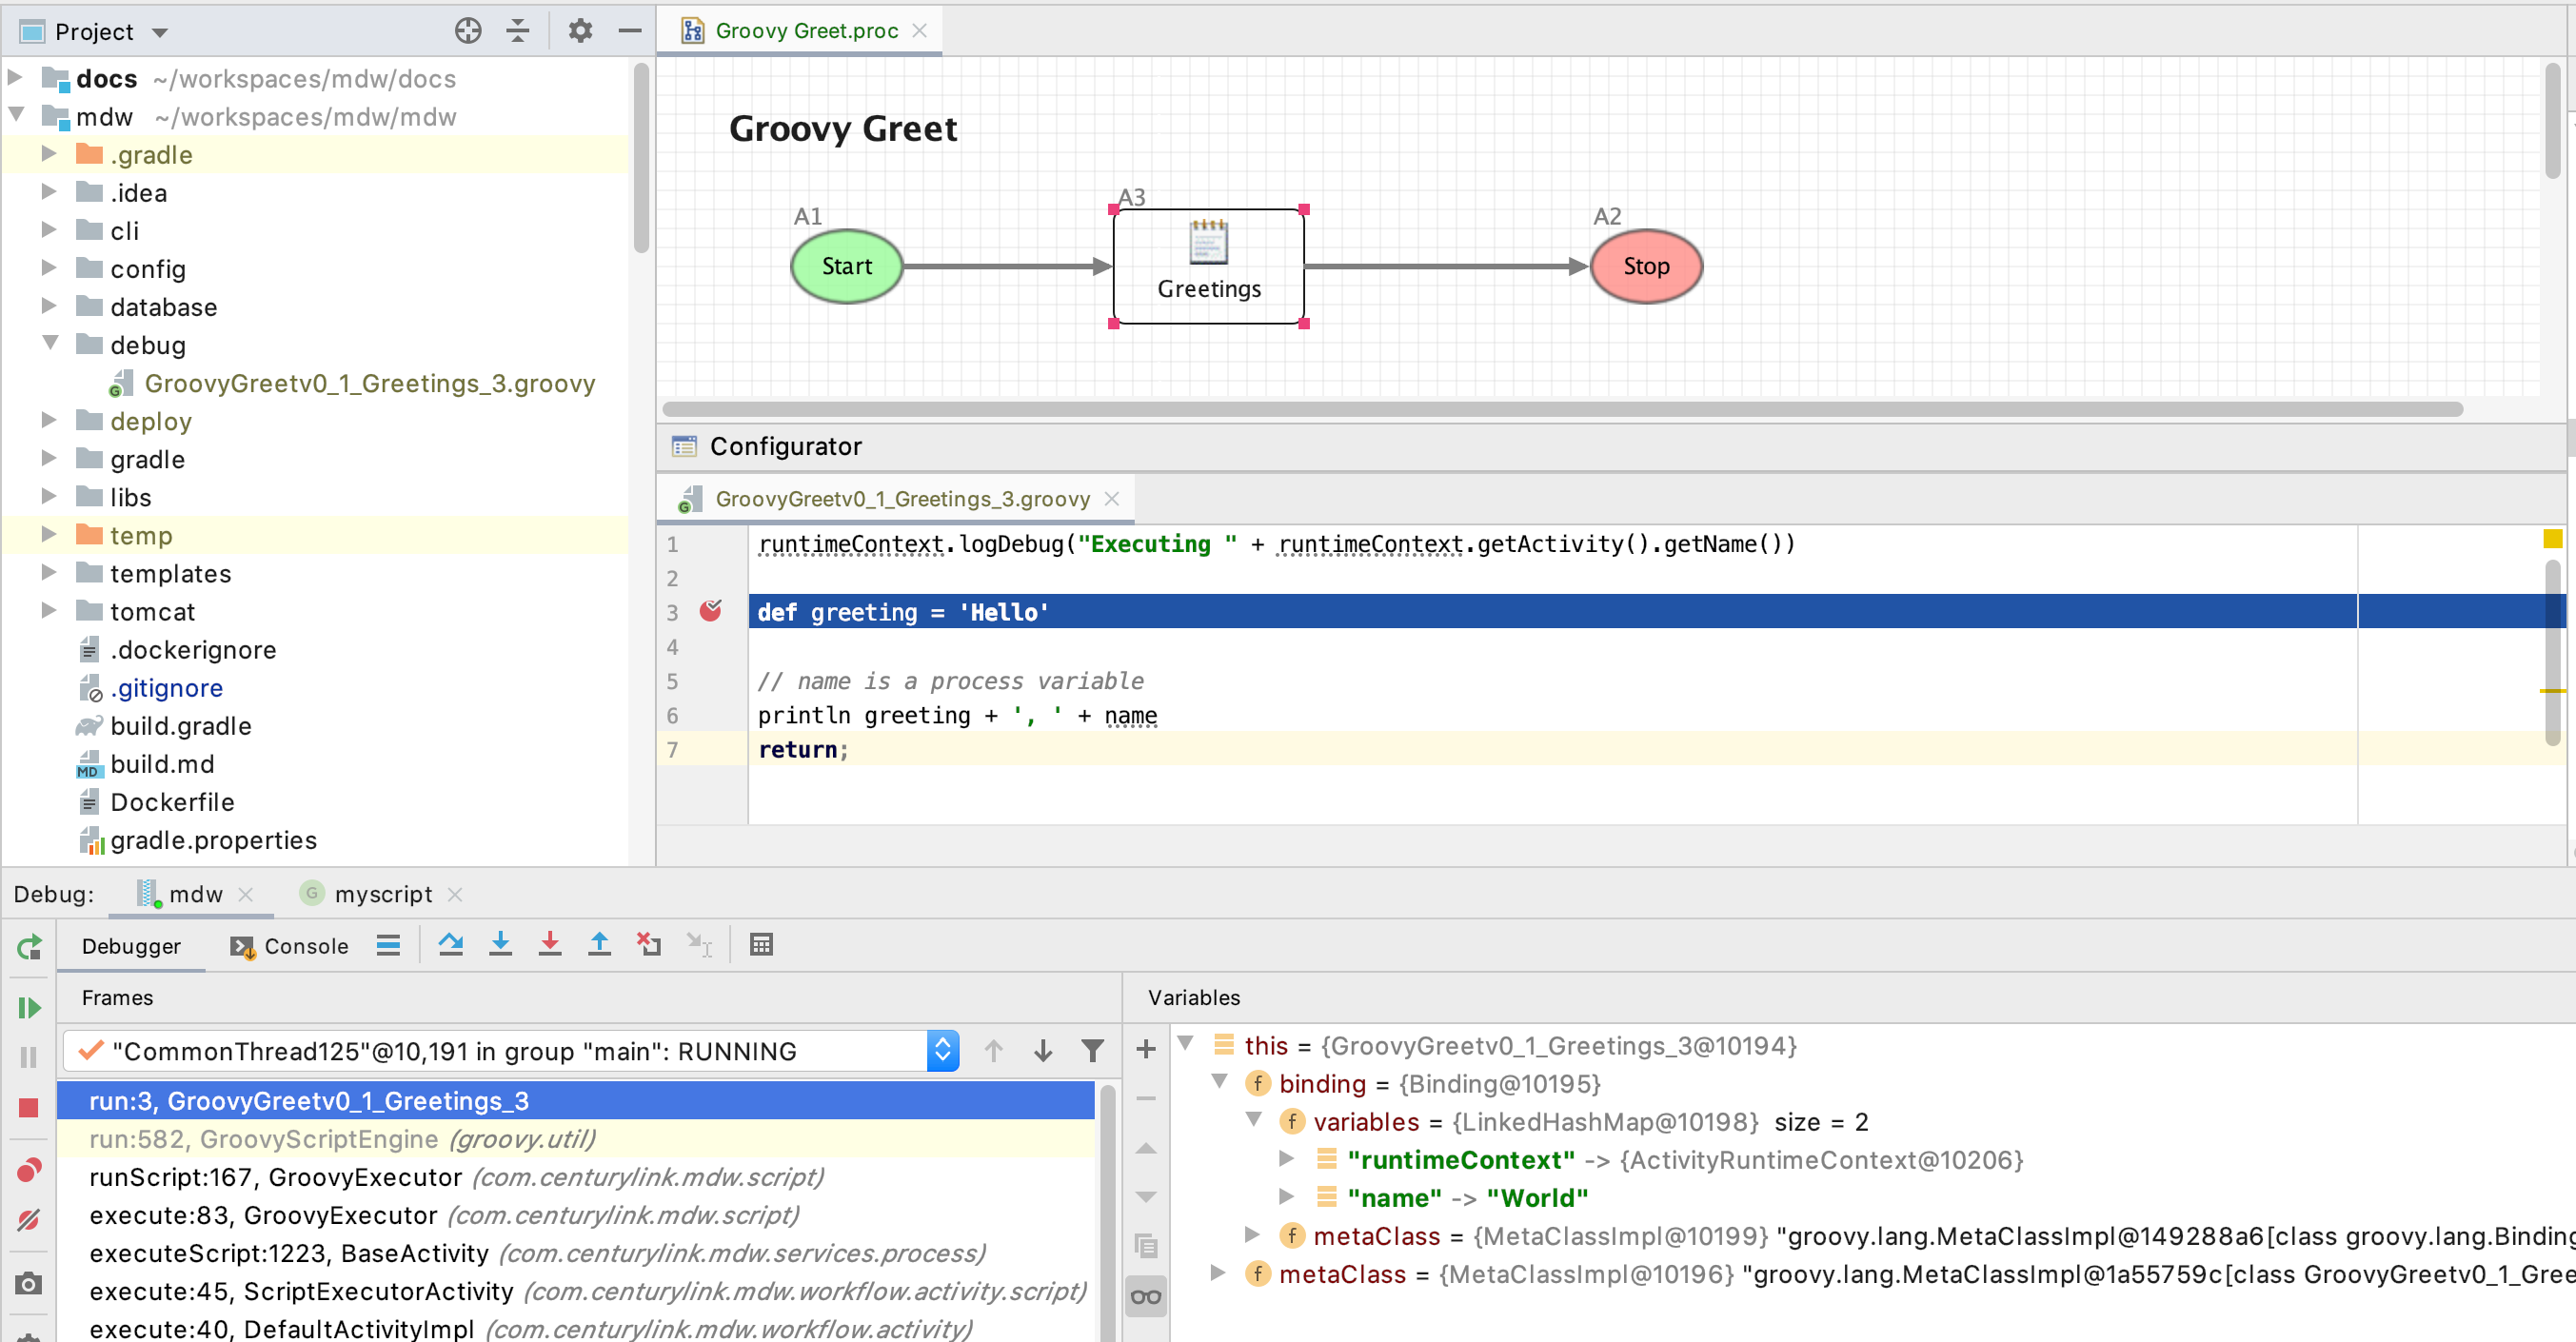 Project
docs ~/workspaces/mdw/docs
mdw ~/workspaces/mdw/mdw
.gradle
.idea
cli
config
database
debug
GroovyGreetv0_1_Greetings_3.groovy
deploy
gradle
libs
temp
templates
tomcat
.dockerignore
.gitignore
build.gradle
MD build.md
Dockerfile
gradle.properties
Groovy Greet.proc
Groovy Greet
A1
Start
A3
Greetings
A2
Stop
Configurator
GroovyGreetv0_1_Greetings_3.groovy
1 runtimeContext.logDebug("Executing " + runtimeContext.getActivity().getName())
2
3 def greeting = 'Hello'
4
5 // name is a process variable
6 println greeting + ', ' + name
7 return;
Debug: mdw G myscript
Debugger Console
Frames
"CommonThread125"@10,191 in group "main": RUNNING
run:3, GroovyGreetv0_1_Greetings_3
run:582, GroovyScriptEngine (groovy.util)
runScript:167, GroovyExecutor (com.centurylink.mdw.script)
execute:83, GroovyExecutor (com.centurylink.mdw.script)
executeScript:1223, BaseActivity (com.centurylink.mdw.services.process)
execute:45, ScriptExecutorActivity (com.centurylink.mdw.workflow.activity.script)
execute:40, DefaultActivityImpl (com.centurylink.mdw.workflow.activity)
Variables
this = {GroovyGreetv0_1_Greetings_3@10194}
f binding = {Binding@10195}
f variables = {LinkedHashMap@10198} size = 2
"runtimeContext" -> {ActivityRuntimeContext@10206}
"name" -> "World"
f metaClass = {MetaClassImpl@10199} "groovy.lang.MetaClassImpl@149288a6[class groovy.lang.Binding
f metaClass = {MetaClassImpl@10196} "groovy.lang.MetaClassImpl@1a55759c[class GroovyGreetv0_1_Gree